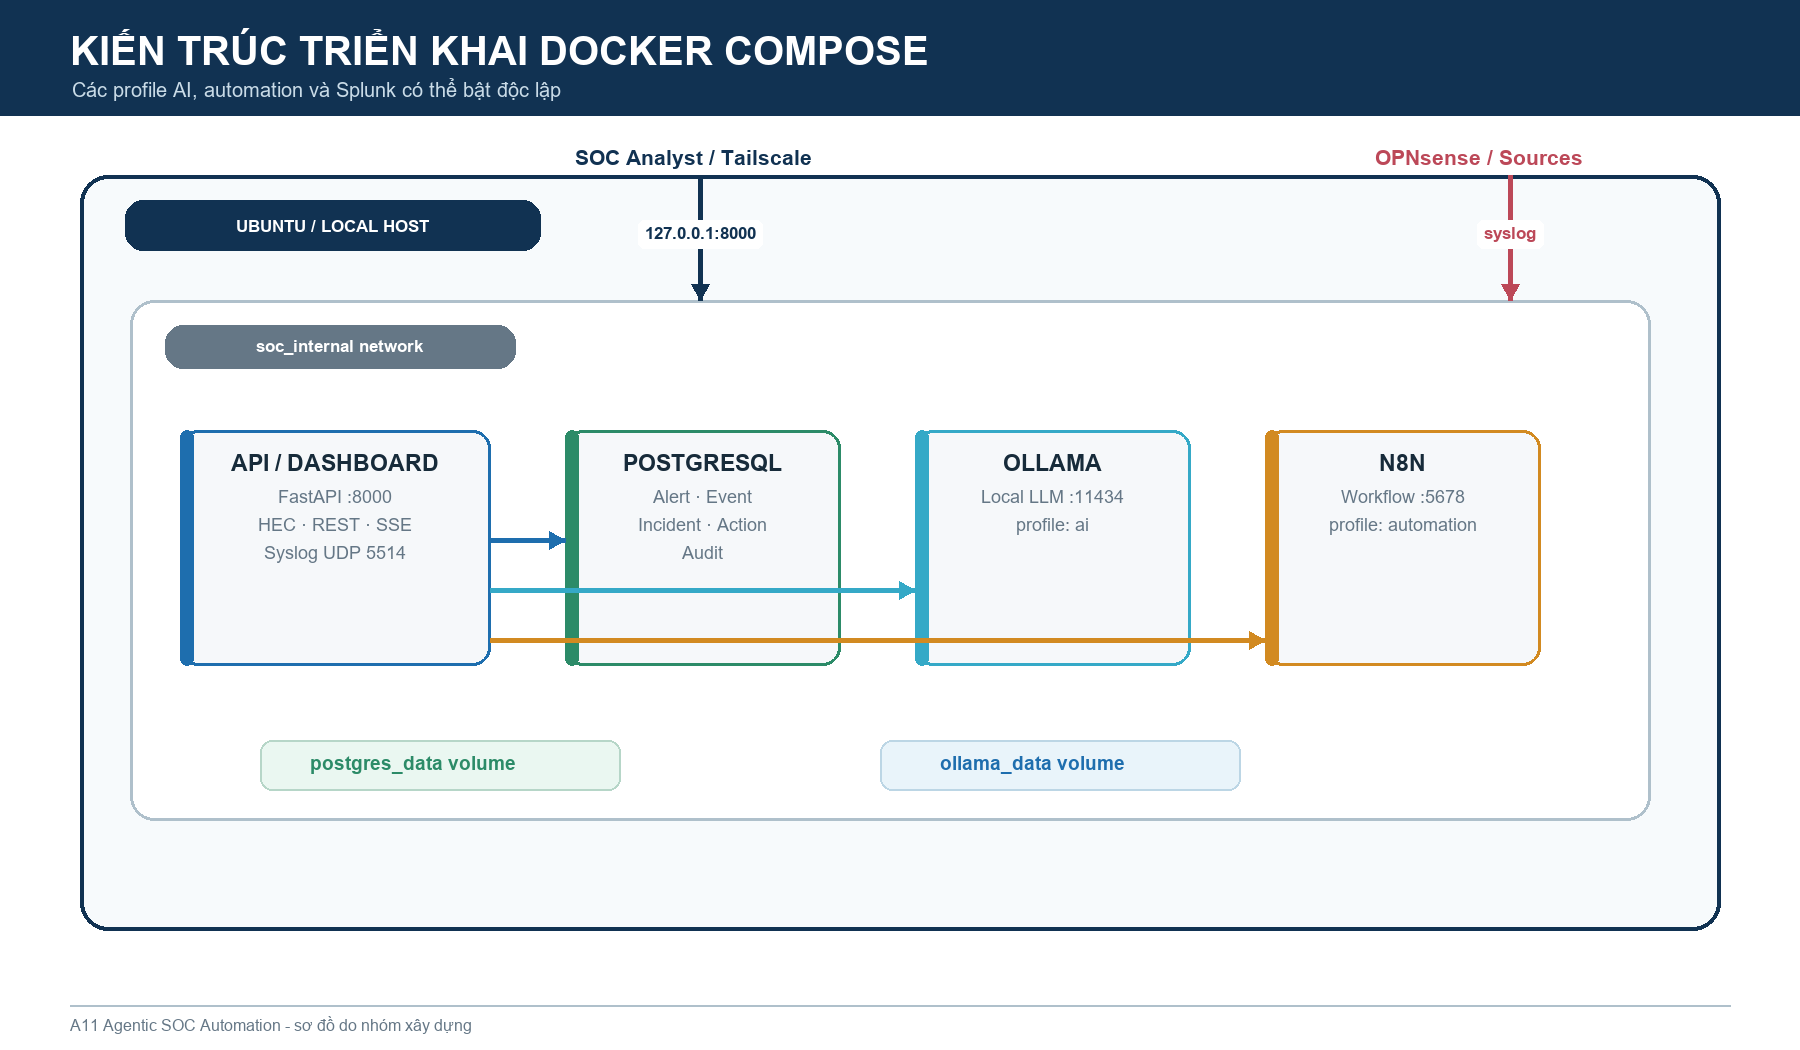 KIẾN TRÚC TRIỂN KHAI DOCKER COMPOSE
Các profile AI, automation và Splunk có thể bật độc lập
SOC Analyst / Tailscale
OPNsense / Sources
UBUNTU / LOCAL HOST
127.0.0.1:8000
syslog
soc_internal network
API / DASHBOARD
FastAPI :8000
HEC · REST · SSE
Syslog UDP 5514
POSTGRESQL
Alert · Event
Incident · Action
Audit
OLLAMA
Local LLM :11434
profile: ai
N8N
Workflow :5678
profile: automation
postgres_data volume
ollama_data volume
A11 Agentic SOC Automation - sơ đồ do nhóm xây dựng